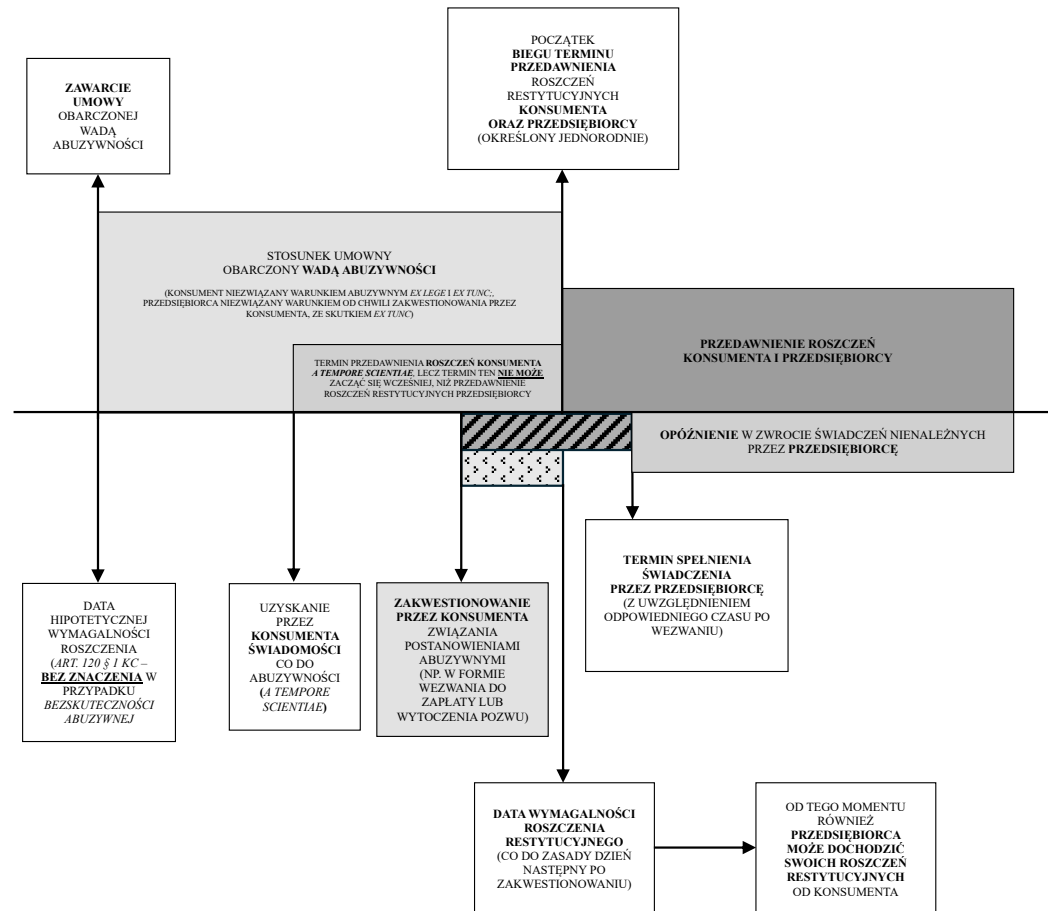 POCZĄTEK
BIEGU TERMINU
PRZEDAWNIENIA
ROSZCZEŃ
RESTYTUCYJNYCH
KONSUMENTA
ORAZ PRZEDSIĘBIORCY
(OKREŚLONY JEDNORODNIE)
ZAWARCIE
UMOWY
OBARCZONEJ
WADĄ
ABUZYWNOŚCI
STOSUNEK UMOWNY
OBARCZONY WADĄ ABUZYWNOŚCI
(KONSUMENT NIEZWIĄZANY WARUNKIEM ABUZYWNYM EX LEGE I EX TUNC;,
PRZEDSIĘBIORCA NIEZWIĄZANY WARUNKIEM OD CHWILI ZAKWESTIONOWANIA PRZEZ
KONSUMENTA, ZE SKUTKIEM EX TUNC)
TERMIN PRZEDAWNIENIA ROSZCZEŃ KONSUMENTA
A TEMPORE SCIENTIAE, LECZ TERMIN TEN NIE MOŻE
ZACZĄĆ SIĘ WCZEŚNIEJ, NIŻ PRZEDAWNIENIE
ROSZCZEŃ RESTYTUCYJNYCH PRZEDSIĘBIORCY
PRZEDAWNIENIE ROSZCZEŃ
KONSUMENTA I PRZEDSIĘBIORCY
OPÓŹNIENIE W ZWROCIE ŚWIADCZEŃ NIENALEŻNYCH
PRZEZ PRZEDSIĘBIORCĘ
DATA
HIPOTETYCZNEJ
WYMAGALNOŚCI
ROSZCZENIA
(ART. 120 § 1 KC –
BEZ ZNACZENIA W
PRZYPADKU
BEZSKUTECZNOŚCI
ABUZYWNEJ
UZYSKANIE
PRZEZ
KONSUMENTA
ŚWIADOMOŚCI
CO DO
ABUZYWNOŚCI
(A TEMPORE
SCIENTIAE)
ZAKWESTIONOWANIE
PRZEZ KONSUMENTA
ZWIĄZANIA
POSTANOWIENIAMI
ABUZYWNYMI
(NP. W FORMIE
WEZWANIA DO
ZAPŁATY LUB
WYTOCZENIA POZWU)
TERMIN SPEŁNIENIA
ŚWIADCZENIA
PRZEZ PRZEDSIĘBIORCĘ
(Z UWZGLĘDNIENIEM
ODPOWIEDNIEGO CZASU PO
WEZWANIU)
DATA WYMAGALNOŚCI
ROSZCZENIA
RESTYTUCYJNEGO
(CO DO ZASADY DZIEŃ
NASTĘPNY PO
ZAKWESTIONOWANIU)
OD TEGO MOMENTU
RÓWNIEŻ
PRZEDSIĘBIORCA
MOŻE DOCHODZIĆ
SWOICH ROSZCZEŃ
RESTYTUCYJNYCH
OD KONSUMENTA